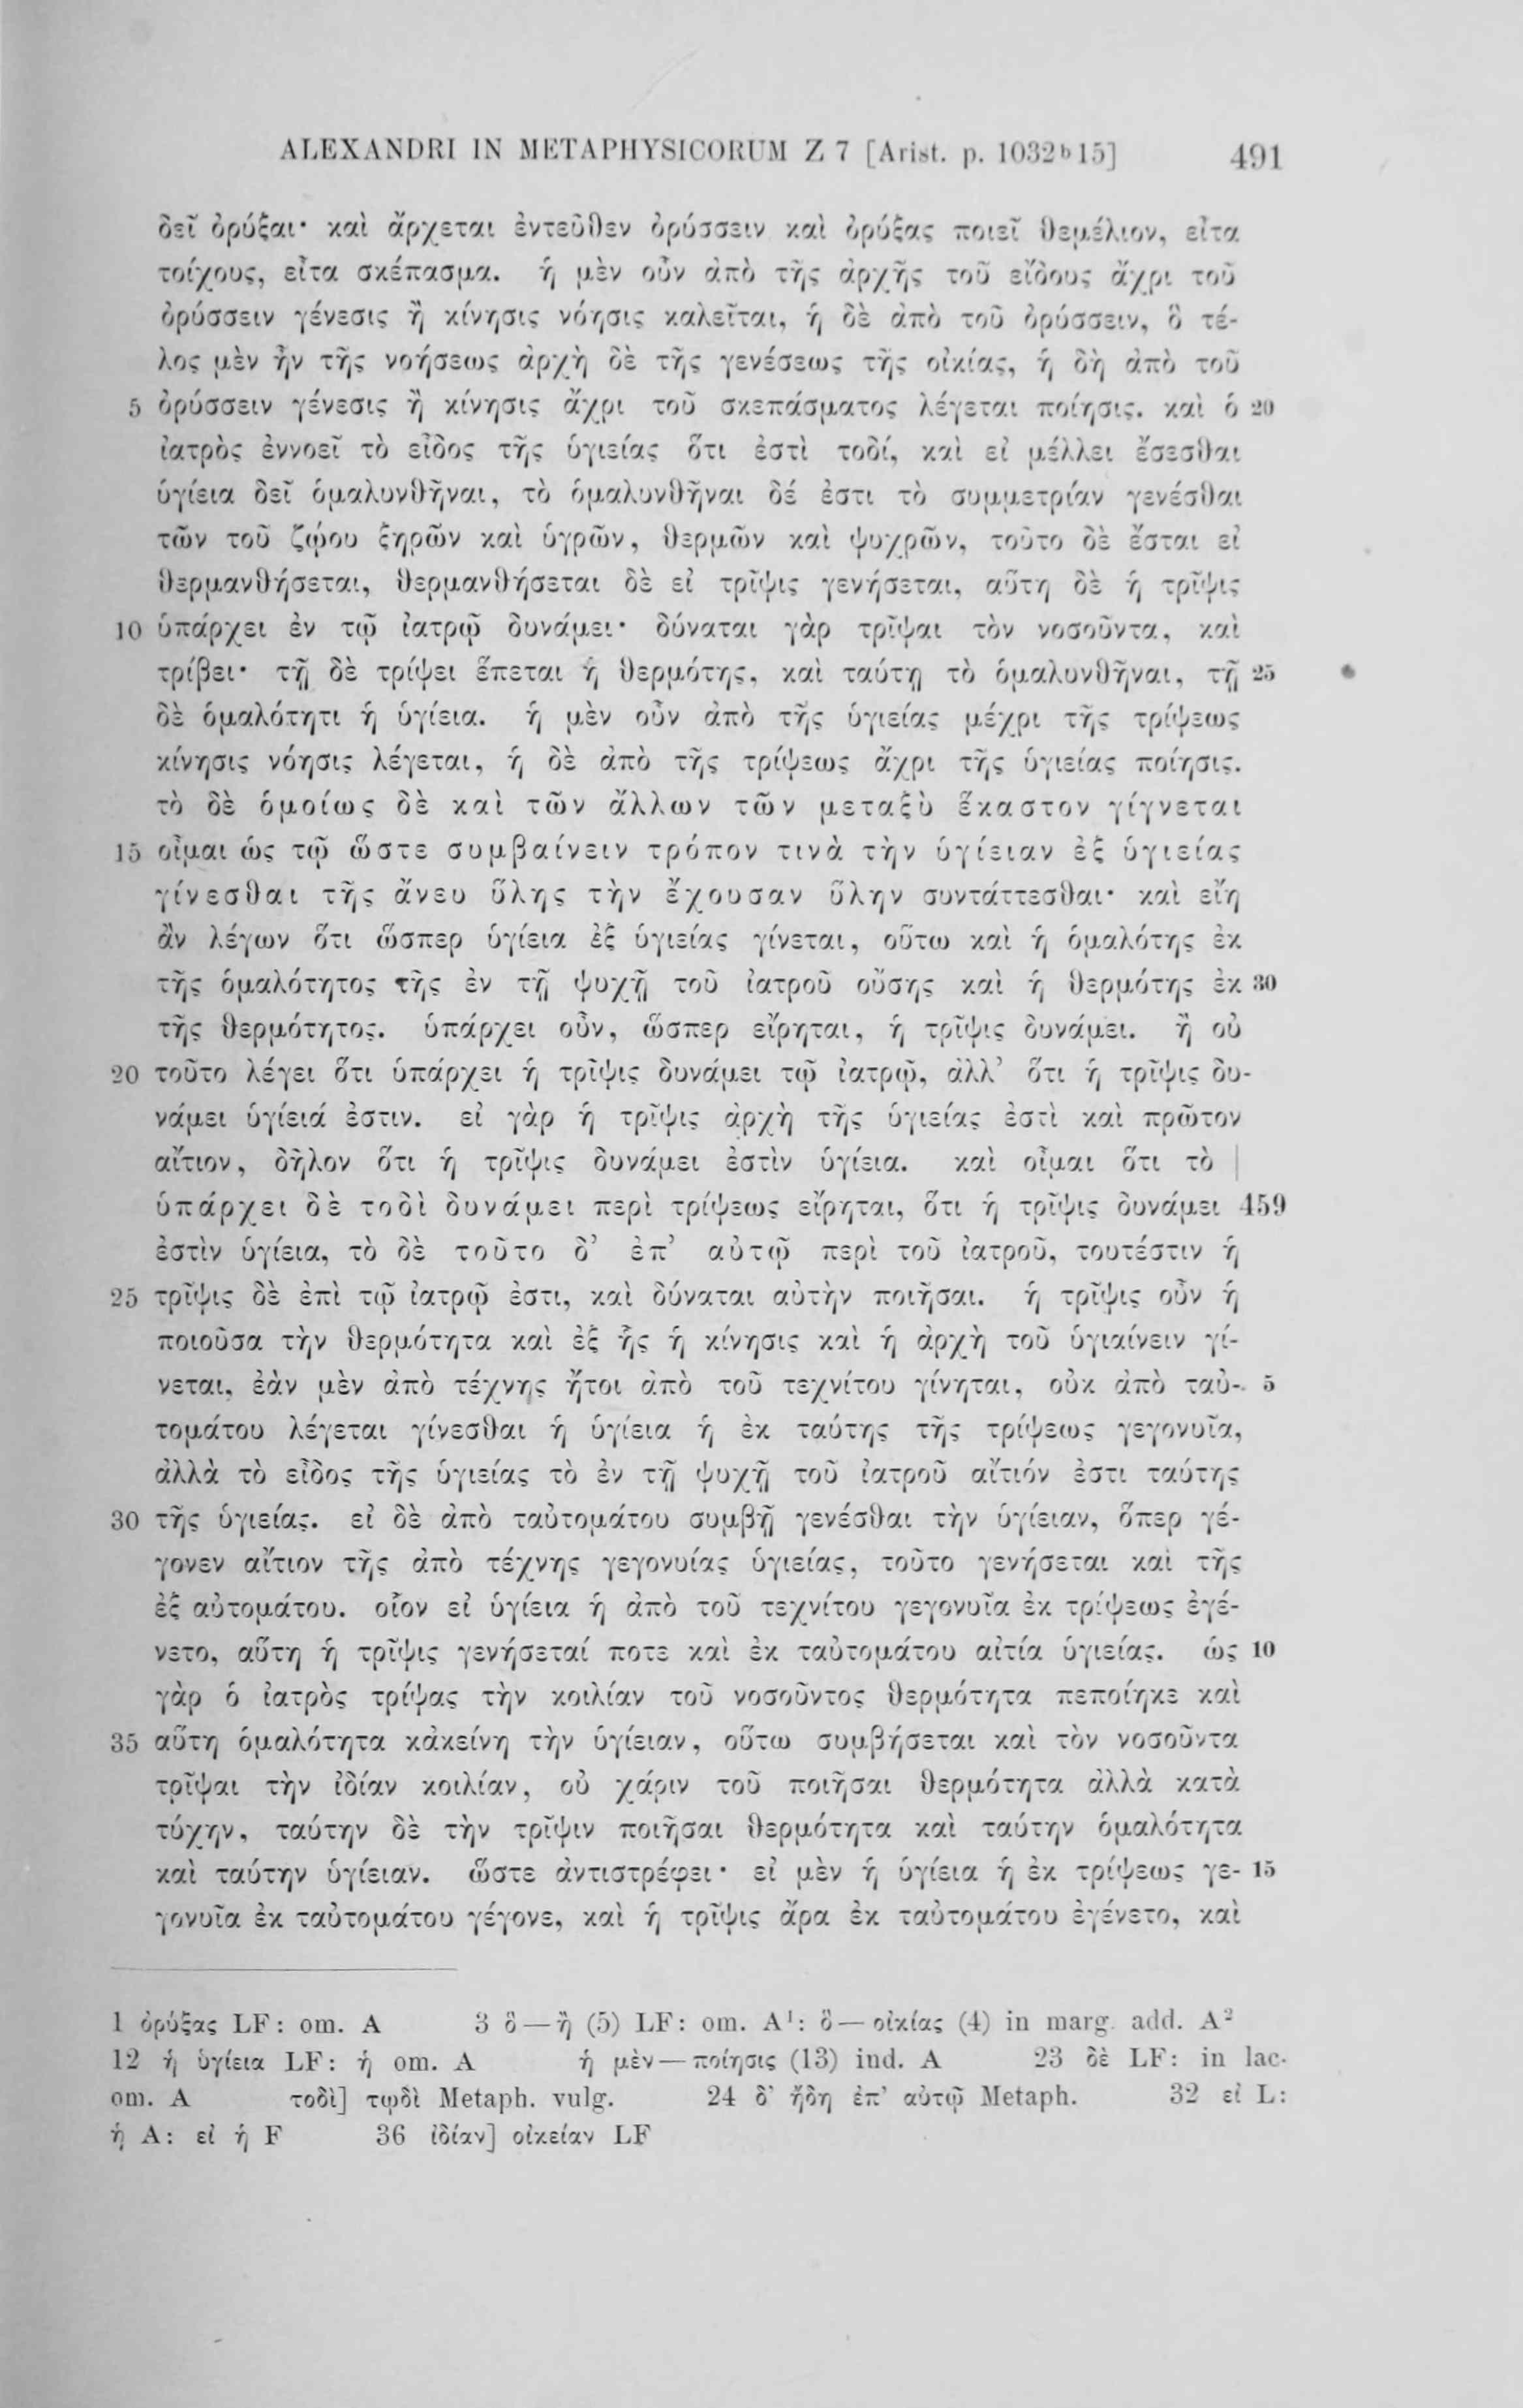 ALEXANDRI IN METAPHYSICORUM Z 7 [Arist. p. 1032ᵇ15] 491
δεῖ ὀρύξαι· καὶ ἄρχεται ἐντεῦθεν ὀρύσσειν καὶ ὀρύξας ποιεῖ θεμέλιον, εἶτα
τοίχους, εἶτα σκέπασμα. ἡ μὲν οὖν ἀπὸ τῆς ἀρχῆς τοῦ εἴδους ἄχρι τοῦ
ὀρύσσειν γένεσις ἢ κίνησις νόησις καλεῖται, ἡ δὲ ἀπὸ τοῦ ὀρύσσειν, ὃ τέ-
λος μὲν ἦν τῆς νοήσεως ἀρχὴ δὲ τῆς γενέσεως τῆς οἰκίας, ἡ δὴ ἀπὸ τοῦ
5 ὀρύσσειν γένεσις ἢ κίνησις ἄχρι τοῦ σκεπάσματος λέγεται ποίησις. καὶ ὁ 20
ἰατρὸς ἐννοεῖ τὸ εἶδος τῆς ὑγιείας ὅτι ἐστὶ τοδί, καὶ εἰ μέλλει ἔσεσθαι
ὑγίεια δεῖ ὁμαλυνθῆναι, τὸ ὁμαλυνθῆναι δέ ἐστι τὸ συμμετρίαν γενέσθαι
τῶν τοῦ ζῴου ξηρῶν καὶ ὑγρῶν, θερμῶν καὶ ψυχρῶν, τοῦτο δὲ ἔσται εἰ
θερμανθήσεται, θερμανθήσεται δὲ εἰ τρῖψις γενήσεται, αὕτη δὲ ἡ τρῖψις
10 ὑπάρχει ἐν τῷ ἰατρῷ δυνάμει· δύναται γὰρ τρῖψαι τὸν νοσοῦντα, καὶ
τρίβει· τῇ δὲ τρίψει ἕπεται ἡ θερμότης, καὶ ταύτῃ τὸ ὁμαλυνθῆναι, τῇ 25
δὲ ὁμαλότητι ἡ ὑγίεια. ἡ μὲν οὖν ἀπὸ τῆς ὑγιείας μέχρι τῆς τρίψεως
κίνησις νόησις λέγεται, ἡ δὲ ἀπὸ τῆς τρίψεως ἄχρι τῆς ὑγιείας ποίησις.
τὸ δὲ ὁμοίως δὲ καὶ τῶν ἄλλων τῶν μεταξὺ ἕκαστον γίγνεται
15 οἶμαι ὡς τῷ ὥστε συμβαίνειν τρόπον τινὰ τὴν ὑγίειαν ἐξ ὑγιείας
γίνεσθαι τῆς ἄνευ ὕλης τὴν ἔχουσαν ὕλην συντάττεσθαι· καὶ εἴη
ἂν λέγων ὅτι ὥσπερ ὑγίεια ἐξ ὑγιείας γίνεται, οὕτω καὶ ἡ ὁμαλότης ἐκ
τῆς ὁμαλότητος τῆς ἐν τῇ ψυχῇ τοῦ ἰατροῦ οὔσης καὶ ἡ θερμότης ἐκ 30
τῆς θερμότητος. ὑπάρχει οὖν, ὥσπερ εἴρηται, ἡ τρῖψις δυνάμει. ἢ οὐ
20 τοῦτο λέγει ὅτι ὑπάρχει ἡ τρῖψις δυνάμει τῷ ἰατρῷ, ἀλλ’ ὅτι ἡ τρῖψις δυ-
νάμει ὑγίειά ἐστιν. εἰ γὰρ ἡ τρῖψις ἀρχὴ τῆς ὑγιείας ἐστὶ καὶ πρῶτον
αἴτιον, δῆλον ὅτι ἡ τρῖψις δυνάμει ἐστὶν ὑγίεια. καὶ οἶμαι ὅτι τὸ |
ὑπάρχει δὲ τοδὶ δυνάμει περὶ τρίψεως εἴρηται, ὅτι ἡ τρῖψις δυνάμει 459
ἐστὶν ὑγίεια, τὸ δὲ τοῦτο δ’ ἐπ’ αὐτῷ περὶ τοῦ ἰατροῦ, τουτέστιν ἡ
25 τρῖψις δὲ ἐπὶ τῷ ἰατρῷ ἐστι, καὶ δύναται αὐτὴν ποιῆσαι. ἡ τρῖψις οὖν ἡ
ποιοῦσα τὴν θερμότητα καὶ ἐξ ἧς ἡ κίνησις καὶ ἡ ἀρχὴ τοῦ ὑγιαίνειν γί-
νεται, ἐὰν μὲν ἀπὸ τέχνης ἤτοι ἀπὸ τοῦ τεχνίτου γίνηται, οὐκ ἀπὸ ταὐ- 5
τομάτου λέγεται γίνεσθαι ἡ ὑγίεια ἡ ἐκ ταύτης τῆς τρίψεως γεγονυῖα,
ἀλλὰ τὸ εἶδος τῆς ὑγιείας τὸ ἐν τῇ ψυχῇ τοῦ ἰατροῦ αἴτιόν ἐστι ταύτης
30 τῆς ὑγιείας. εἰ δὲ ἀπὸ ταὐτομάτου συμβῇ γενέσθαι τὴν ὑγίειαν, ὅπερ γέ-
γονεν αἴτιον τῆς ἀπὸ τέχνης γεγονυίας ὑγιείας, τοῦτο γενήσεται καὶ τῆς
ἐξ αὐτομάτου. οἷον εἰ ὑγίεια ἡ ἀπὸ τοῦ τεχνίτου γεγονυῖα ἐκ τρίψεως ἐγέ-
νετο, αὕτη ἡ τρῖψις γενήσεταί ποτε καὶ ἐκ ταὐτομάτου αἰτία ὑγιείας. ὡς 10
γὰρ ὁ ἰατρὸς τρίψας τὴν κοιλίαν τοῦ νοσοῦντος θερμότητα πεποίηκε καὶ
35 αὕτη ὁμαλότητα κἀκείνη τὴν ὑγίειαν, οὕτω συμβήσεται καὶ τὸν νοσοῦντα
τρῖψαι τὴν ἰδίαν κοιλίαν, οὐ χάριν τοῦ ποιῆσαι θερμότητα ἀλλὰ κατὰ
τύχην, ταύτην δὲ τὴν τρῖψιν ποιῆσαι θερμότητα καὶ ταύτην ὁμαλότητα
καὶ ταύτην ὑγίειαν. ὥστε ἀντιστρέφει· εἰ μὲν ἡ ὑγίεια ἡ ἐκ τρίψεως γε- 15
γονυῖα ἐκ ταὐτομάτου γέγονε, καὶ ἡ τρῖψις ἄρα ἐκ ταὐτομάτου ἐγένετο, καὶ
1 ὀρύξας LF: om. A 3 ὃ — ἢ (5) LF: om. A¹: ὃ — οἰκίας (4) in marg. add. A²
12 ἡ ὑγίεια LF: ἡ om. A ἡ μὲν — ποίησις (13) ind. A 23 δὲ LF: in lac.
om. A τοδὶ] τῳδὶ Metaph. vulg. 24 δ’ ἤδη ἐπ’ αὐτῷ Metaph. 32 εἰ L:
ἡ A: εἰ ἡ F 36 ἰδίαν] οἰκείαν LF